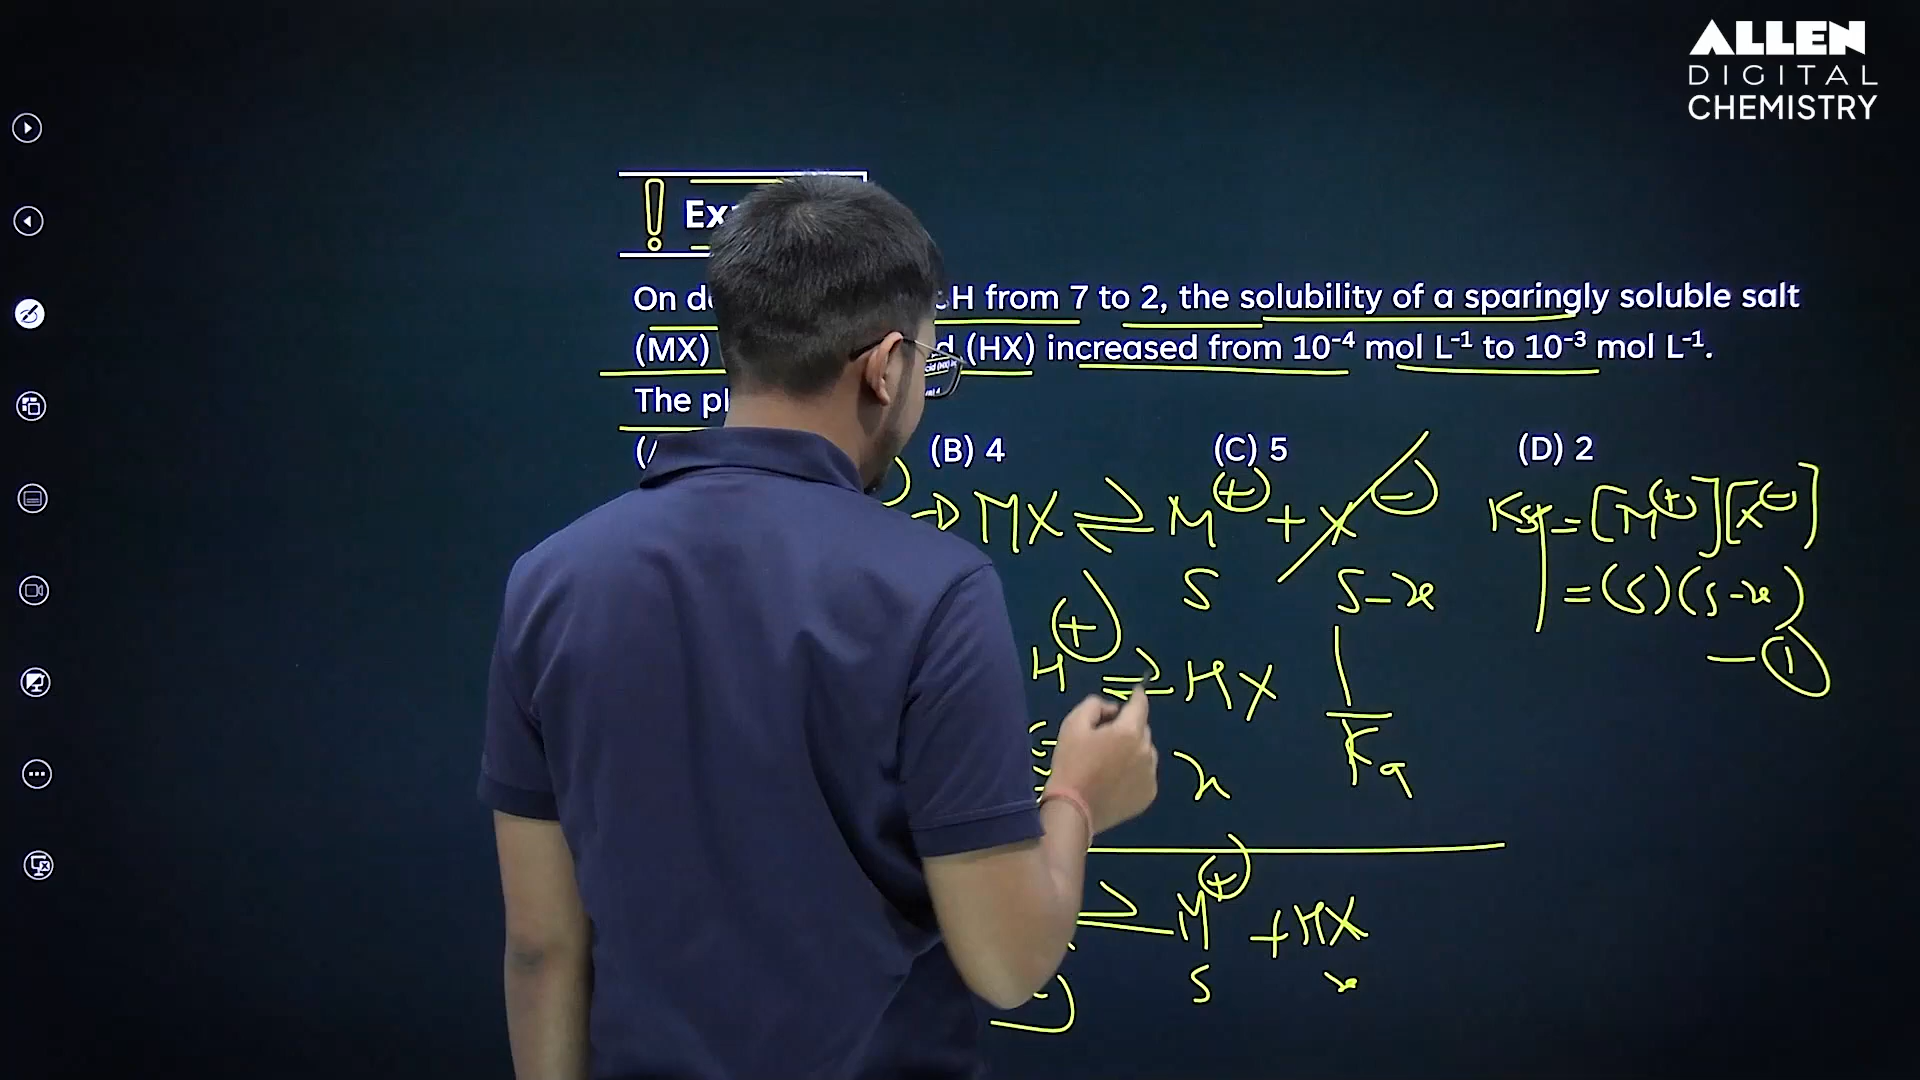 ALLEN
DIGITAL
CHEMISTRY
! Ex
On d H from 7 to 2, the solubility of a sparingly soluble salt
(MX) d (HX) increased from 10⁻⁴ mol L⁻¹ to 10⁻³ mol L⁻¹.
The p
(B) 4 (C) 5 (D) 2
→ MX ⇌ M⊕ + X⊖ Ksp = [M⊕][X⊖]
S S-x = (S)(S-x)
— ①
H⊕ ⇌ HX 1/Ka
x
⇌ M⊕ + HX
S x